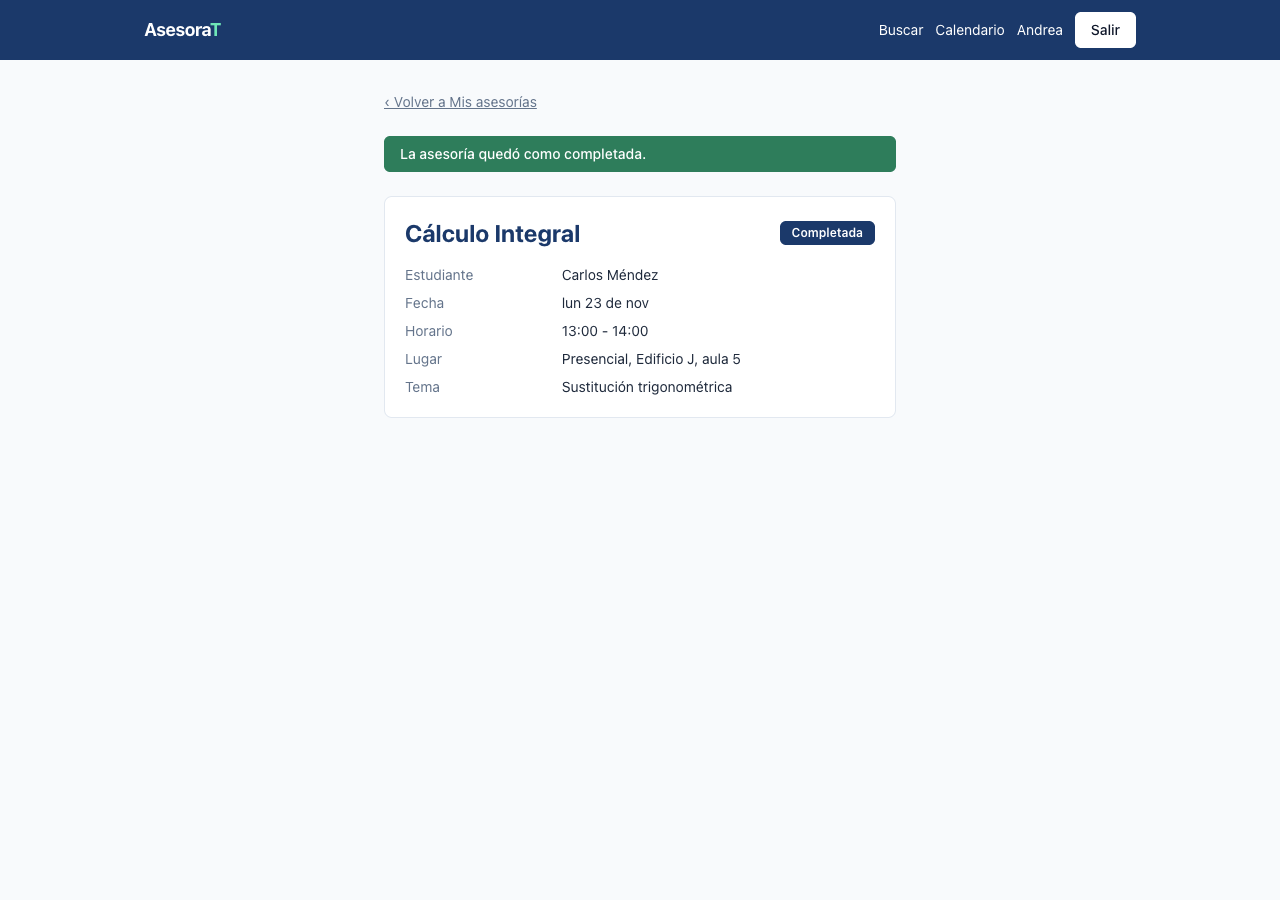 AsesoraT
Buscar Calendario Andrea Salir
‹ Volver a Mis asesorías
La asesoría quedó como completada.
Cálculo Integral Completada
Estudiante Carlos Méndez
Fecha lun 23 de nov
Horario 13:00 - 14:00
Lugar Presencial, Edificio J, aula 5
Tema Sustitución trigonométrica